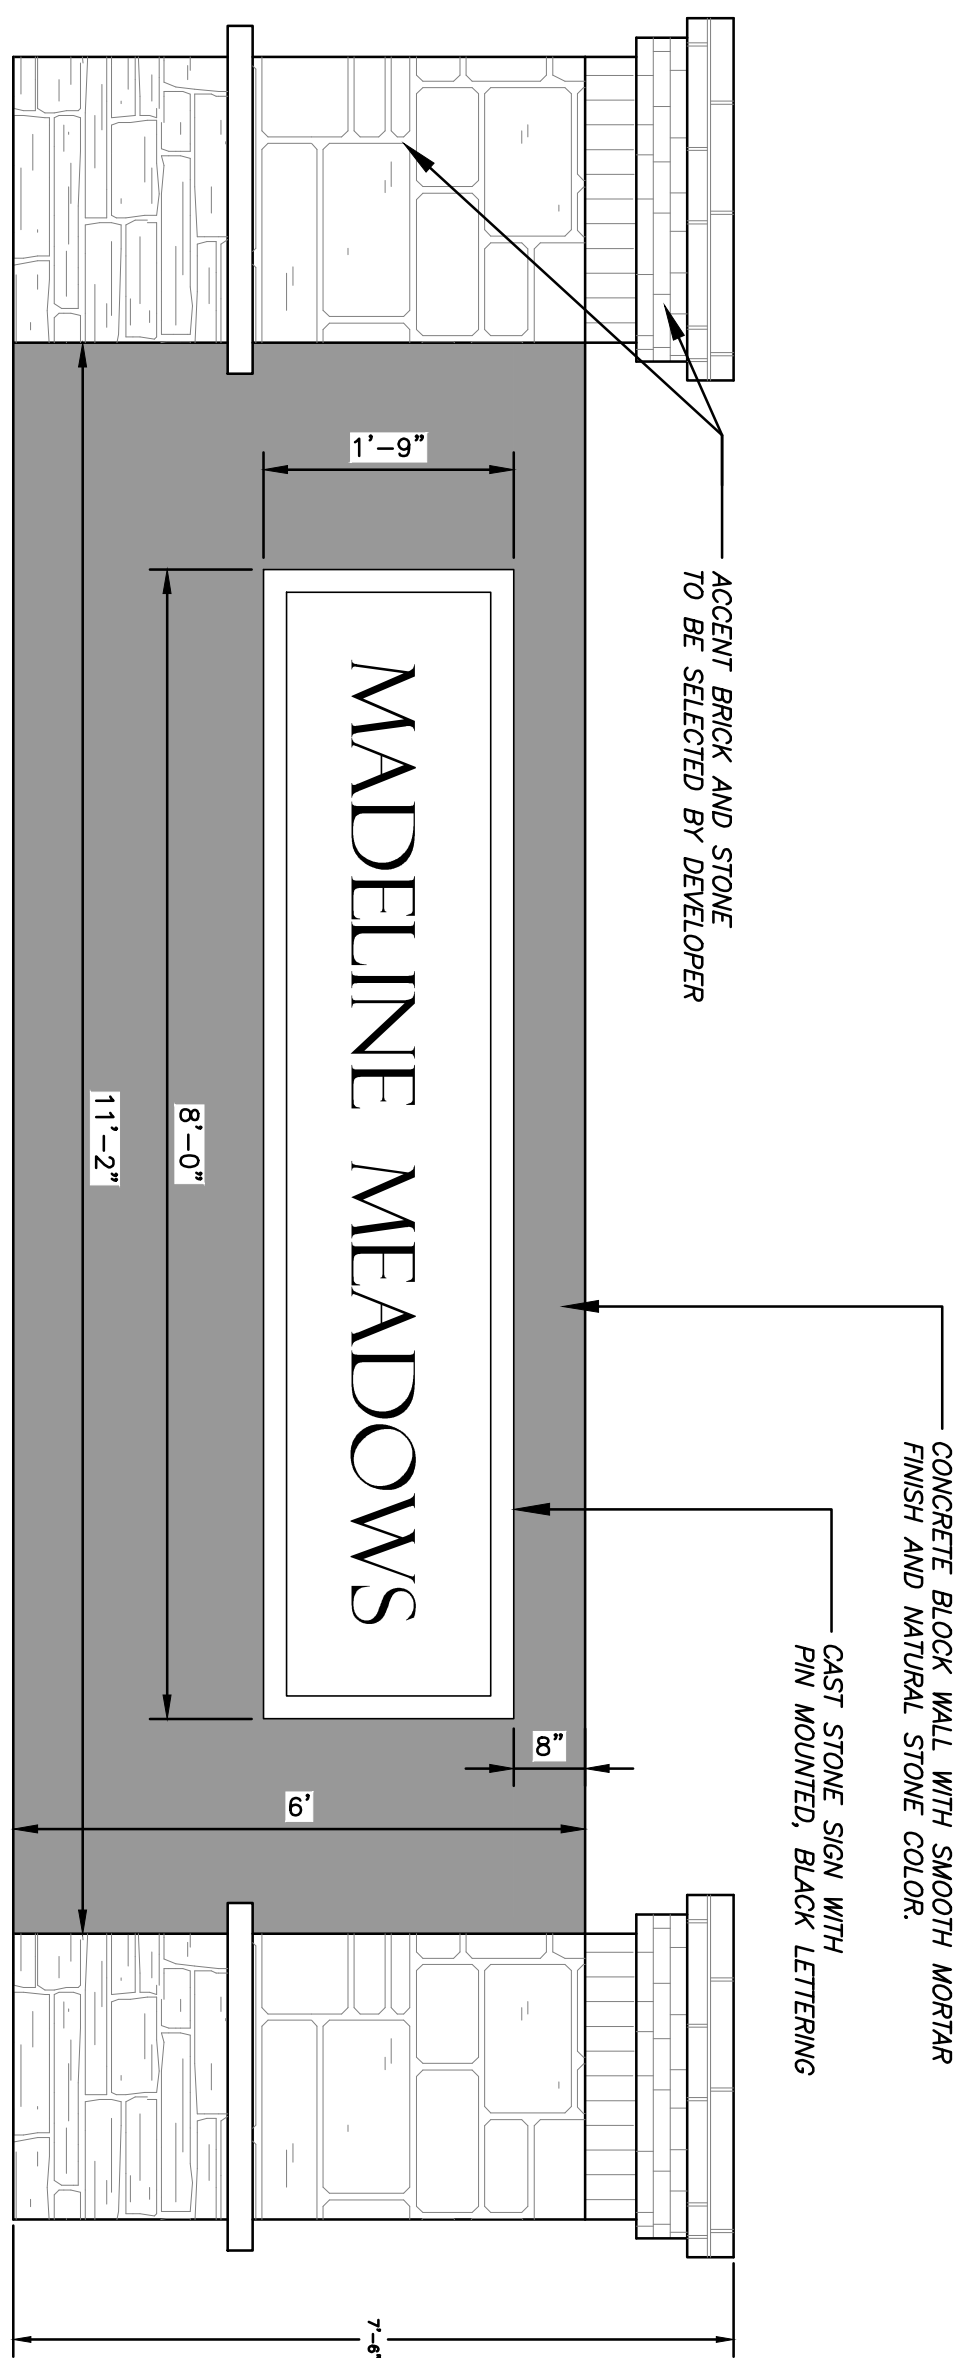 CONCRETE BLOCK WALL WITH SMOOTH MORTAR
FINISH AND NATURAL STONE COLOR.
CAST STONE SIGN WITH
PIN MOUNTED, BLACK LETTERING
ACCENT BRICK AND STONE
TO BE SELECTED BY DEVELOPER
1'-9"
MADELINE MEADOWS
8"
6'
8'-0"
11'-2"
7'-6"